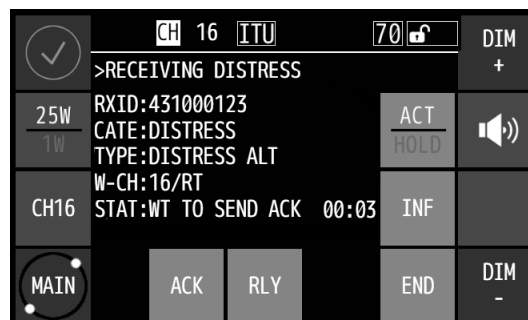 CH 16 ITU 70
DIM
+
>RECEIVING DISTRESS
25W
1W
RXID:431000123
CATE:DISTRESS
TYPE:DISTRESS ALT
ACT
HOLD
W-CH:16/RT
CH16
STAT:WT TO SEND ACK 00:03
INF
MAIN
ACK
RLY
END
DIM
-